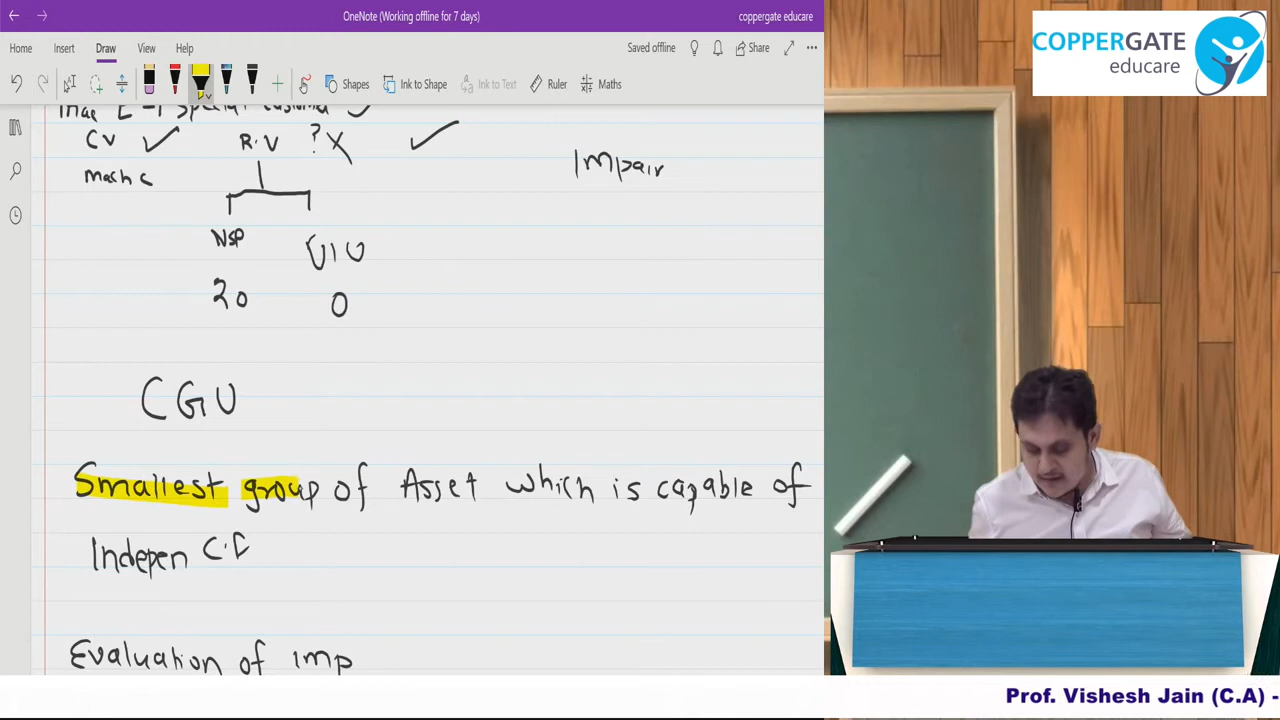 OneNote (Working offline for 7 days)
coppergate educare
Home Insert Draw View Help
Saved offline
Share
Shapes
Ink to Shape
Ink to Text
Ruler
Maths
COPPERGATE
educare
Special
CV R.V ?
Mach
Impair
NSP VIU
20 0
CGU
Smallest group of Asset which is capable of
Indepen C.F
Evaluation of imp
Prof. Vishesh Jain (C.A) -